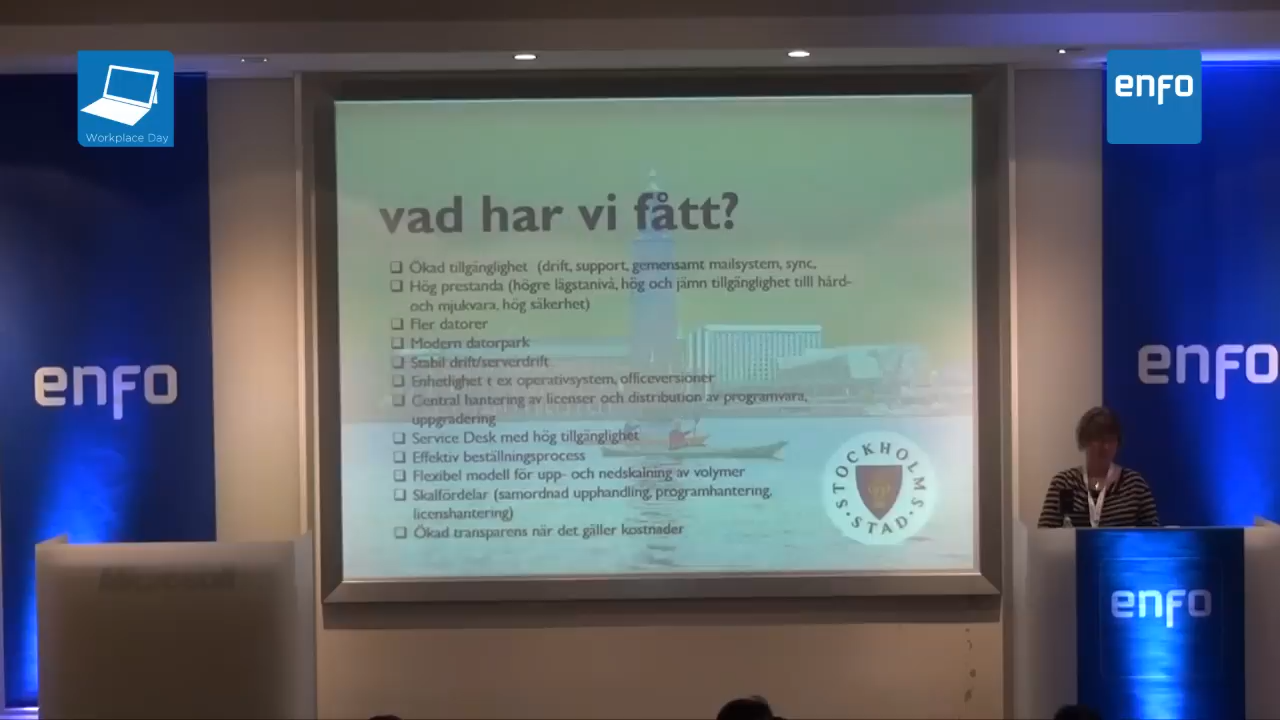 Workplace Day
enfo
vad har vi fått?
❑ Ökad tillgänglighet (drift, support, gemensamt mailsystem, sync,
❑ Hög prestanda (högre lägstanivå, hög och jämn tillgänglighet tilll hård-
och mjukvara, hög säkerhet)
❑ Fler datorer
❑ Modern datorpark
❑ Stabil drift/serverdrift
❑ Enhetlighet t ex operativsystem, officeversioner
❑ Central hantering av licenser och distribution av programvara,
uppgradering
❑ Service Desk med hög tillgänglighet
❑ Effektiv beställningsprocess
❑ Flexibel modell för upp- och nedskalning av volymer
❑ Skalfördelar (samordnad upphandling, programhantering,
licenshantering)
❑ Ökad transparens när det gäller kostnader
STOCKHOLMS
·STAD·
enfo
enfo
enfo